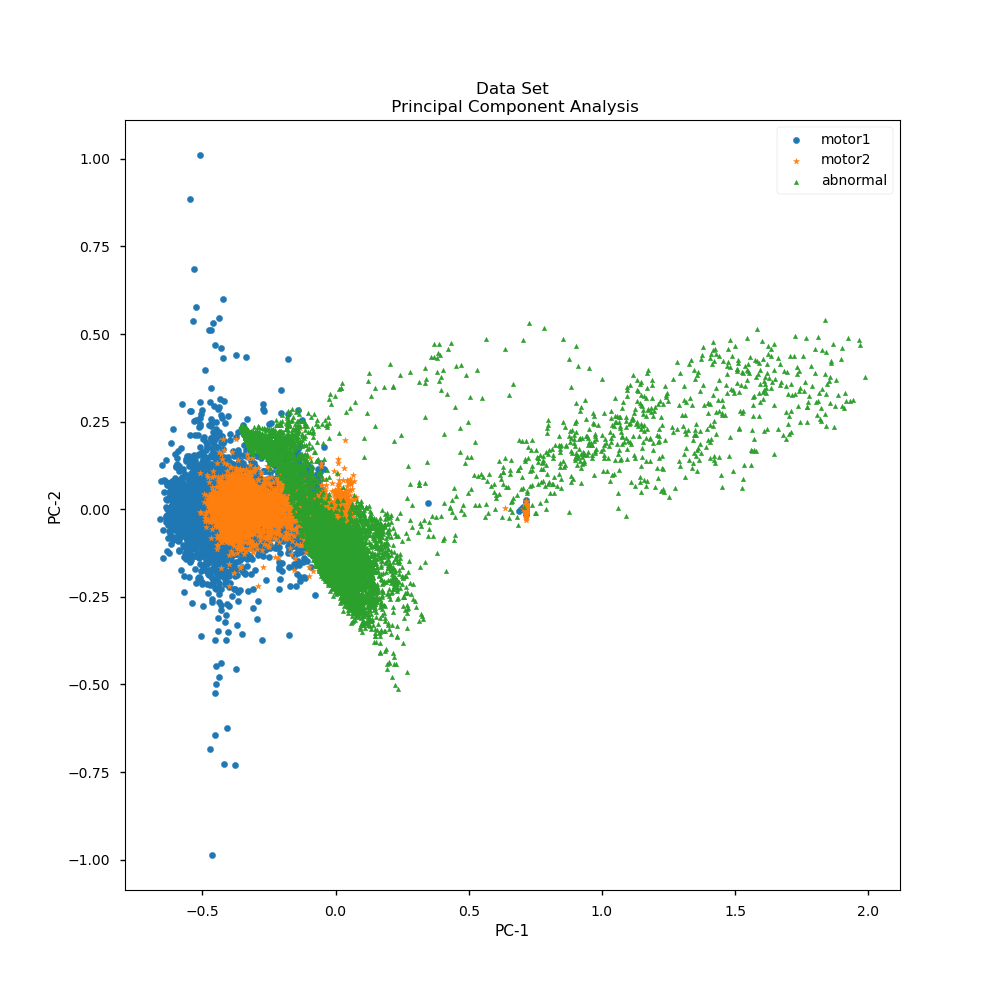 Data Set
Principal Component Analysis
motor1
motor2
abnormal
1.00
0.75
0.50
0.25
0.00
−0.25
−0.50
−0.75
−1.00
PC-2
−0.5
0.0
0.5
1.0
1.5
2.0
PC-1